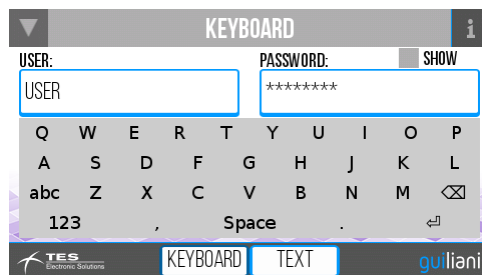 KEYBOARD
i
USER:
PASSWORD:
SHOW
USER
********
Q W E R T Y U I O P
A S D F G H J K L
abc Z X C V B N M
123 , Space .
TES
Electronic Solutions
KEYBOARD
TEXT
guiliani